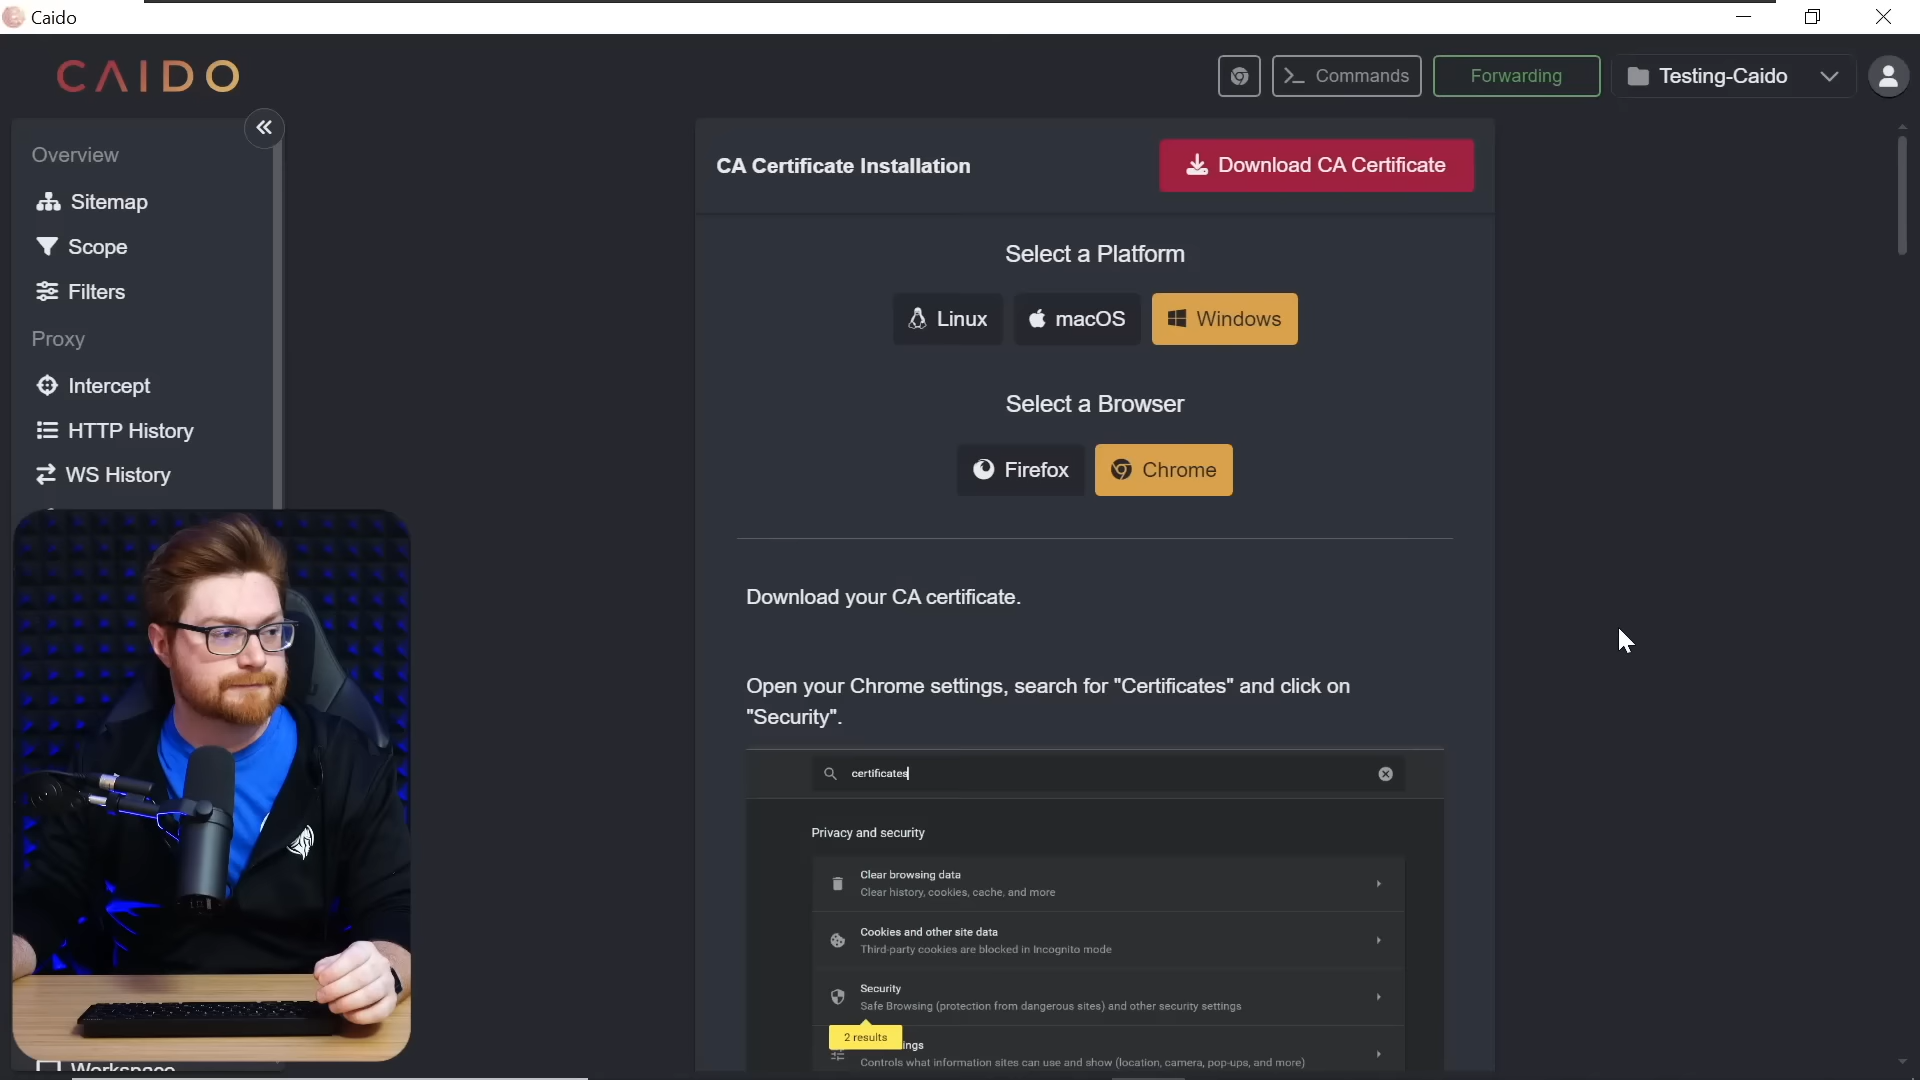 Caido
CAIDO
Commands
Forwarding
Testing-Caido
Overview
Sitemap
Scope
Filters
Proxy
Intercept
HTTP History
WS History
Workspace
CA Certificate Installation
Download CA Certificate
Select a Platform
Linux
macOS
Windows
Select a Browser
Firefox
Chrome
Download your CA certificate.
Open your Chrome settings, search for "Certificates" and click on
"Security".
certificates
Privacy and security
Clear browsing data
Clear history, cookies, cache, and more
Cookies and other site data
Third-party cookies are blocked in Incognito mode
Security
Safe Browsing (protection from dangerous sites) and other security settings
2 results
ings
Controls what information sites can use and show (location, camera, pop-ups, and more)